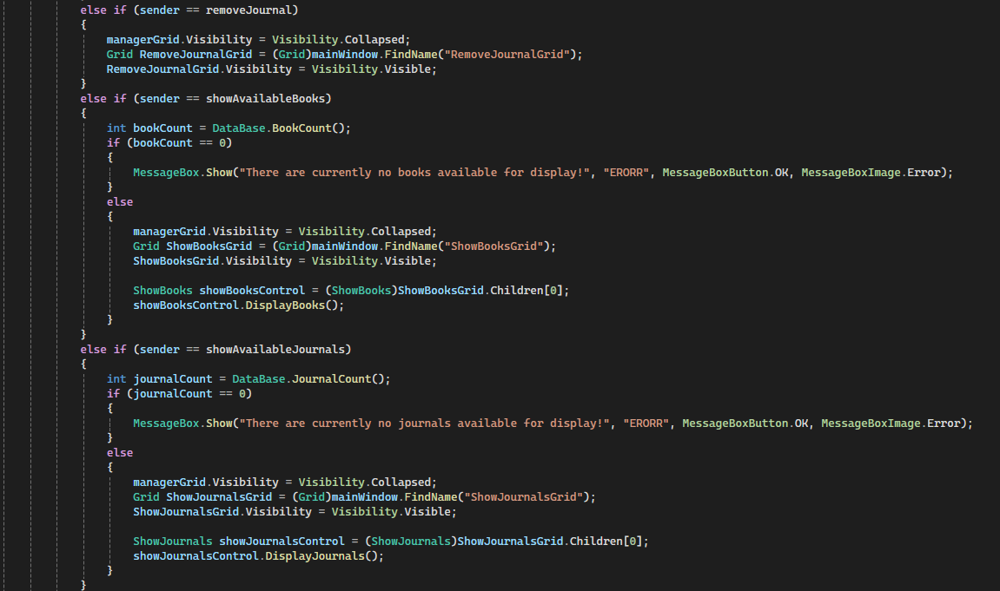 else if (sender == removeJournal)
{
managerGrid.Visibility = Visibility.Collapsed;
Grid RemoveJournalGrid = (Grid)mainWindow.FindName("RemoveJournalGrid");
RemoveJournalGrid.Visibility = Visibility.Visible;
}
else if (sender == showAvailableBooks)
{
int bookCount = DataBase.BookCount();
if (bookCount == 0)
{
MessageBox.Show("There are currently no books available for display!", "ERORR", MessageBoxButton.OK, MessageBoxImage.Error);
}
else
{
managerGrid.Visibility = Visibility.Collapsed;
Grid ShowBooksGrid = (Grid)mainWindow.FindName("ShowBooksGrid");
ShowBooksGrid.Visibility = Visibility.Visible;
ShowBooks showBooksControl = (ShowBooks)ShowBooksGrid.Children[0];
showBooksControl.DisplayBooks();
}
}
else if (sender == showAvailableJournals)
{
int journalCount = DataBase.JournalCount();
if (journalCount == 0)
{
MessageBox.Show("There are currently no journals available for display!", "ERORR", MessageBoxButton.OK, MessageBoxImage.Error);
}
else
{
managerGrid.Visibility = Visibility.Collapsed;
Grid ShowJournalsGrid = (Grid)mainWindow.FindName("ShowJournalsGrid");
ShowJournalsGrid.Visibility = Visibility.Visible;
ShowJournals showJournalsControl = (ShowJournals)ShowJournalsGrid.Children[0];
showJournalsControl.DisplayJournals();
}
}